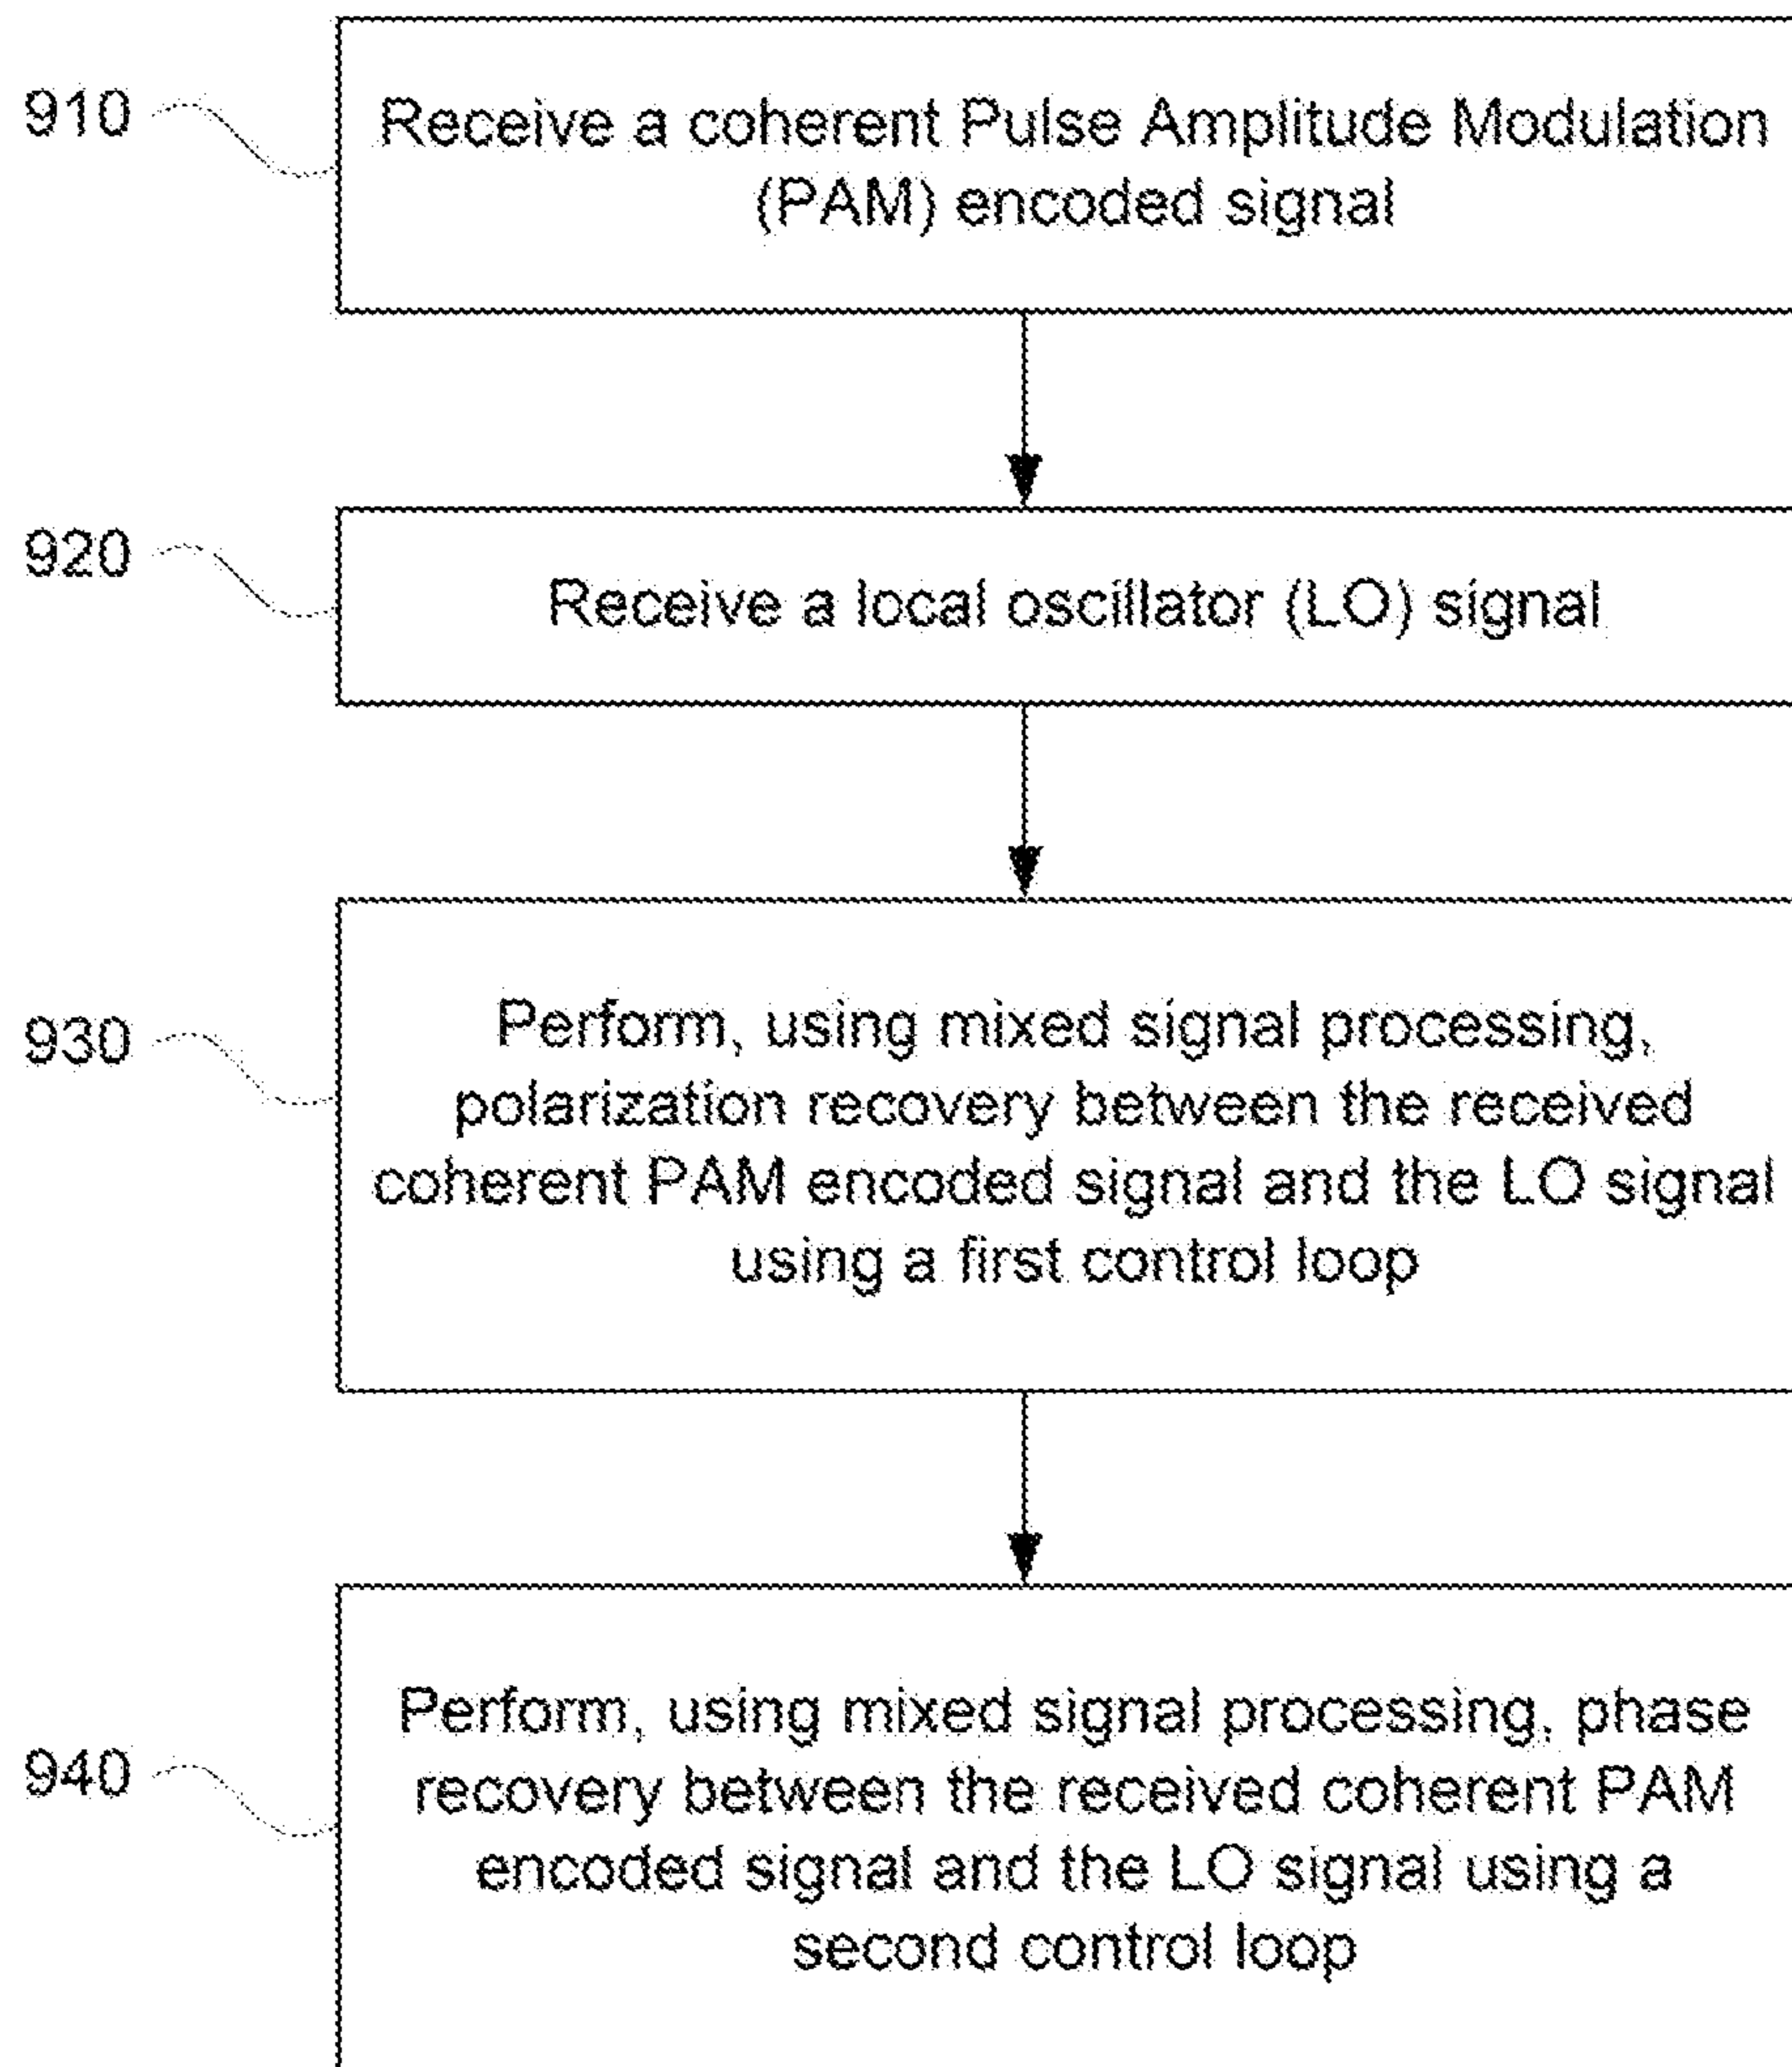 910
Receive a coherent Pulse Amplitude Modulation
(PAM) encoded signal
920
Receive a local oscillator (LO) signal
930
Perform, using mixed signal processing,
polarization recovery between the received
coherent PAM encoded signal and the LO signal
using a first control loop
940
Perform, using mixed signal processing, phase
recovery between the received coherent PAM
encoded signal and the LO signal using a
second control loop